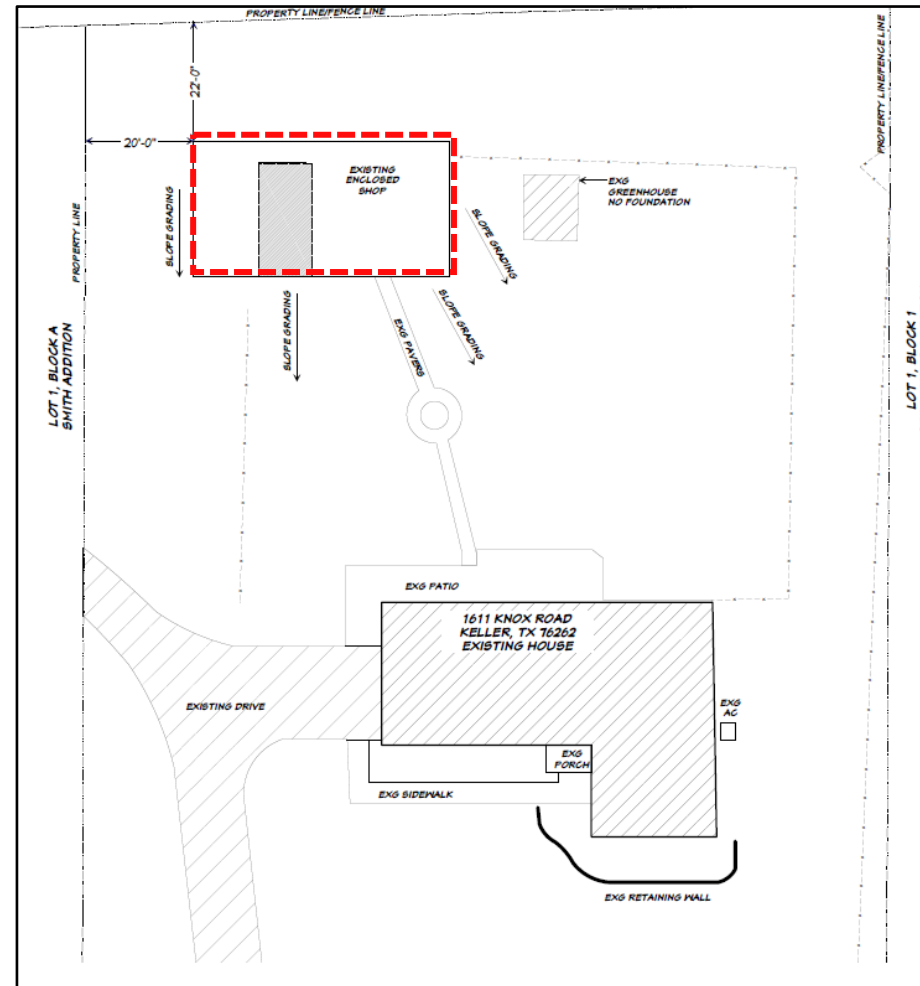 PROPERTY LINE/FENCE LINE
PROPERTY LINE/FENCE LINE
22'-0"
20'-0"
EXISTING
ENCLOSED
SHOP
EXG
GREENHOUSE
NO FOUNDATION
SLOPE GRADING
SLOPE GRADING
PROPERTY LINE
SLOPE GRADING
SLOPE GRADING
EXG PAVERS
LOT 1, BLOCK A
SMITH ADDITION
LOT 1, BLOCK 1
EXG PATIO
1611 KNOX ROAD
KELLER, TX 76262
EXISTING HOUSE
EXISTING DRIVE
EXG
AC
EXG
PORCH
EXG SIDEWALK
EXG RETAINING WALL